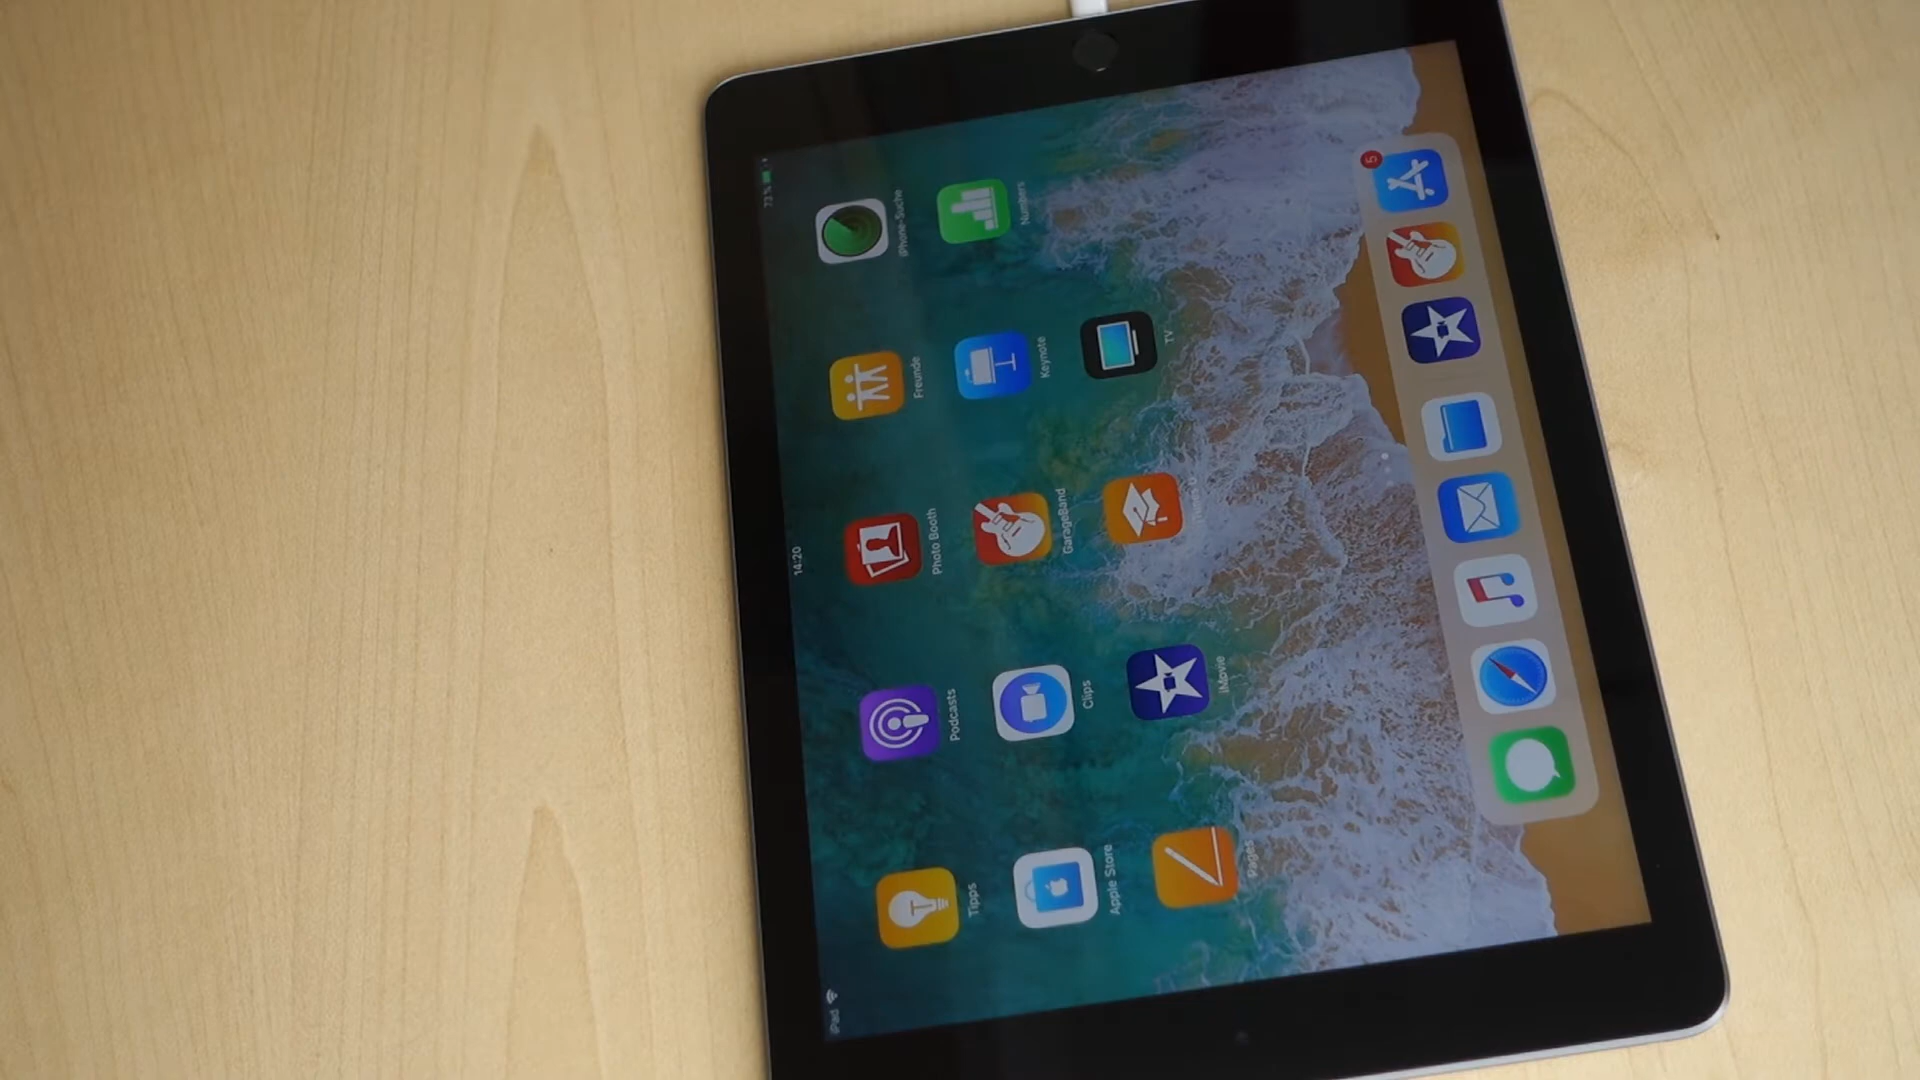 iPad
14:20
73 %
Tipps
Podcasts
Photo Booth
Freunde
iPhone-Suche
Apple Store
Clips
GarageBand
Keynote
Numbers
Pages
iMovie
TV
5